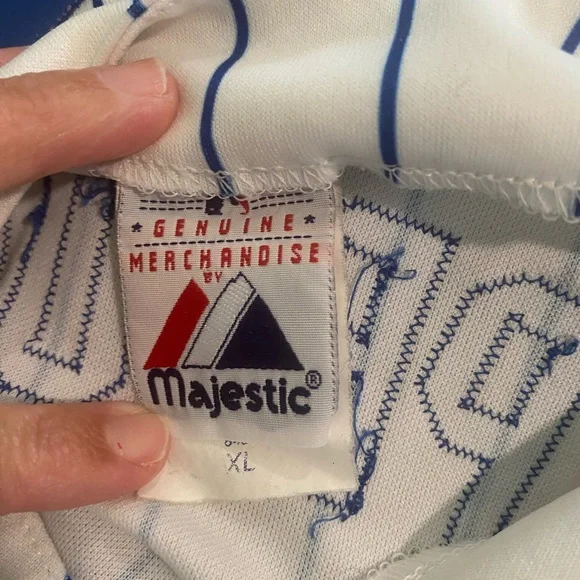 * GENUINE *
MERCHANDISE
BY
Majestic®
XL